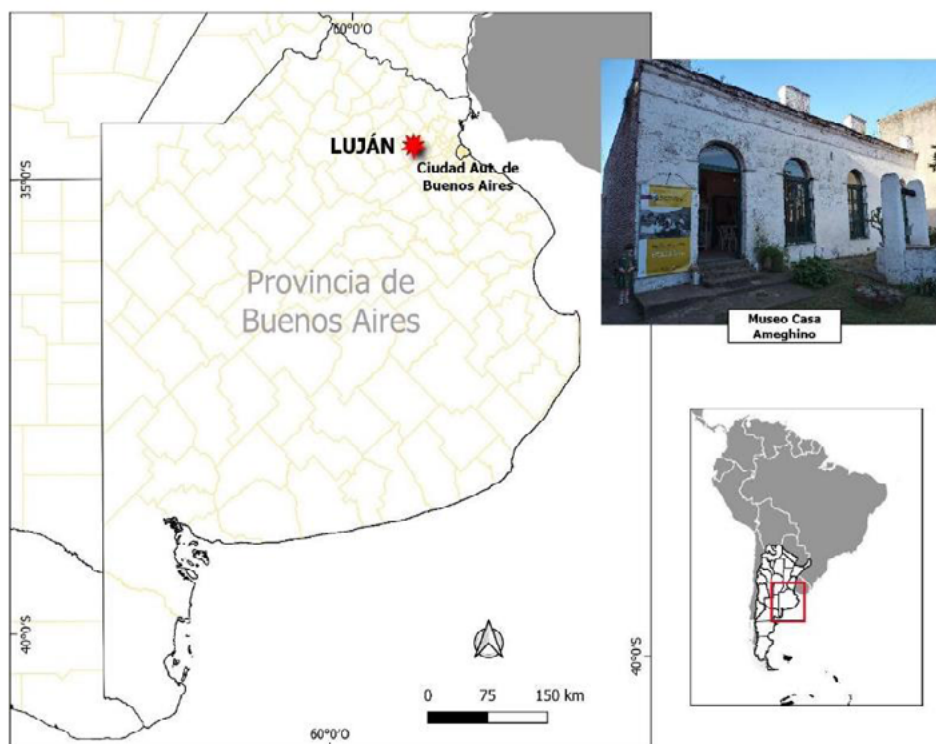 60°0'O
35°0'S
LUJÁN
Ciudad Aut. de
Buenos Aires
Provincia de
Buenos Aires
Museo Casa
Ameghino
40°0'S
40°0'S
0 75 150 km
60°0'O